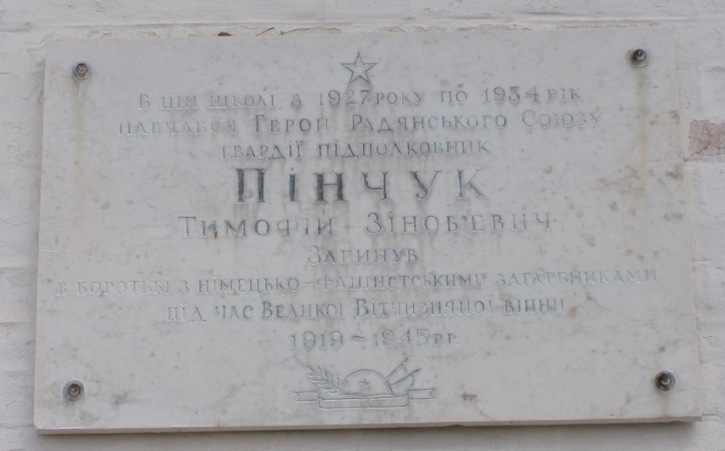 В ЦІЙ ШКОЛІ З 1927 РОКУ ПО 1934 РІК
НАВЧАВСЯ ГЕРОЙ РАДЯНСЬКОГО СОЮЗУ
ГВАРДІЇ ПІДПОЛКОВНИК
ПІНЧУК
ТИМОФІЙ ЗІНОВ'ЄВИЧ
ЗАГИНУВ
В БОРОТЬБІ З НІМЕЦЬКО-ФАШИСТСЬКИМИ ЗАГАРБНИКАМИ
ПІД ЧАС ВЕЛИКОЇ ВІТЧИЗНЯНОЇ ВІЙНИ
1919-1945 Р.Р.